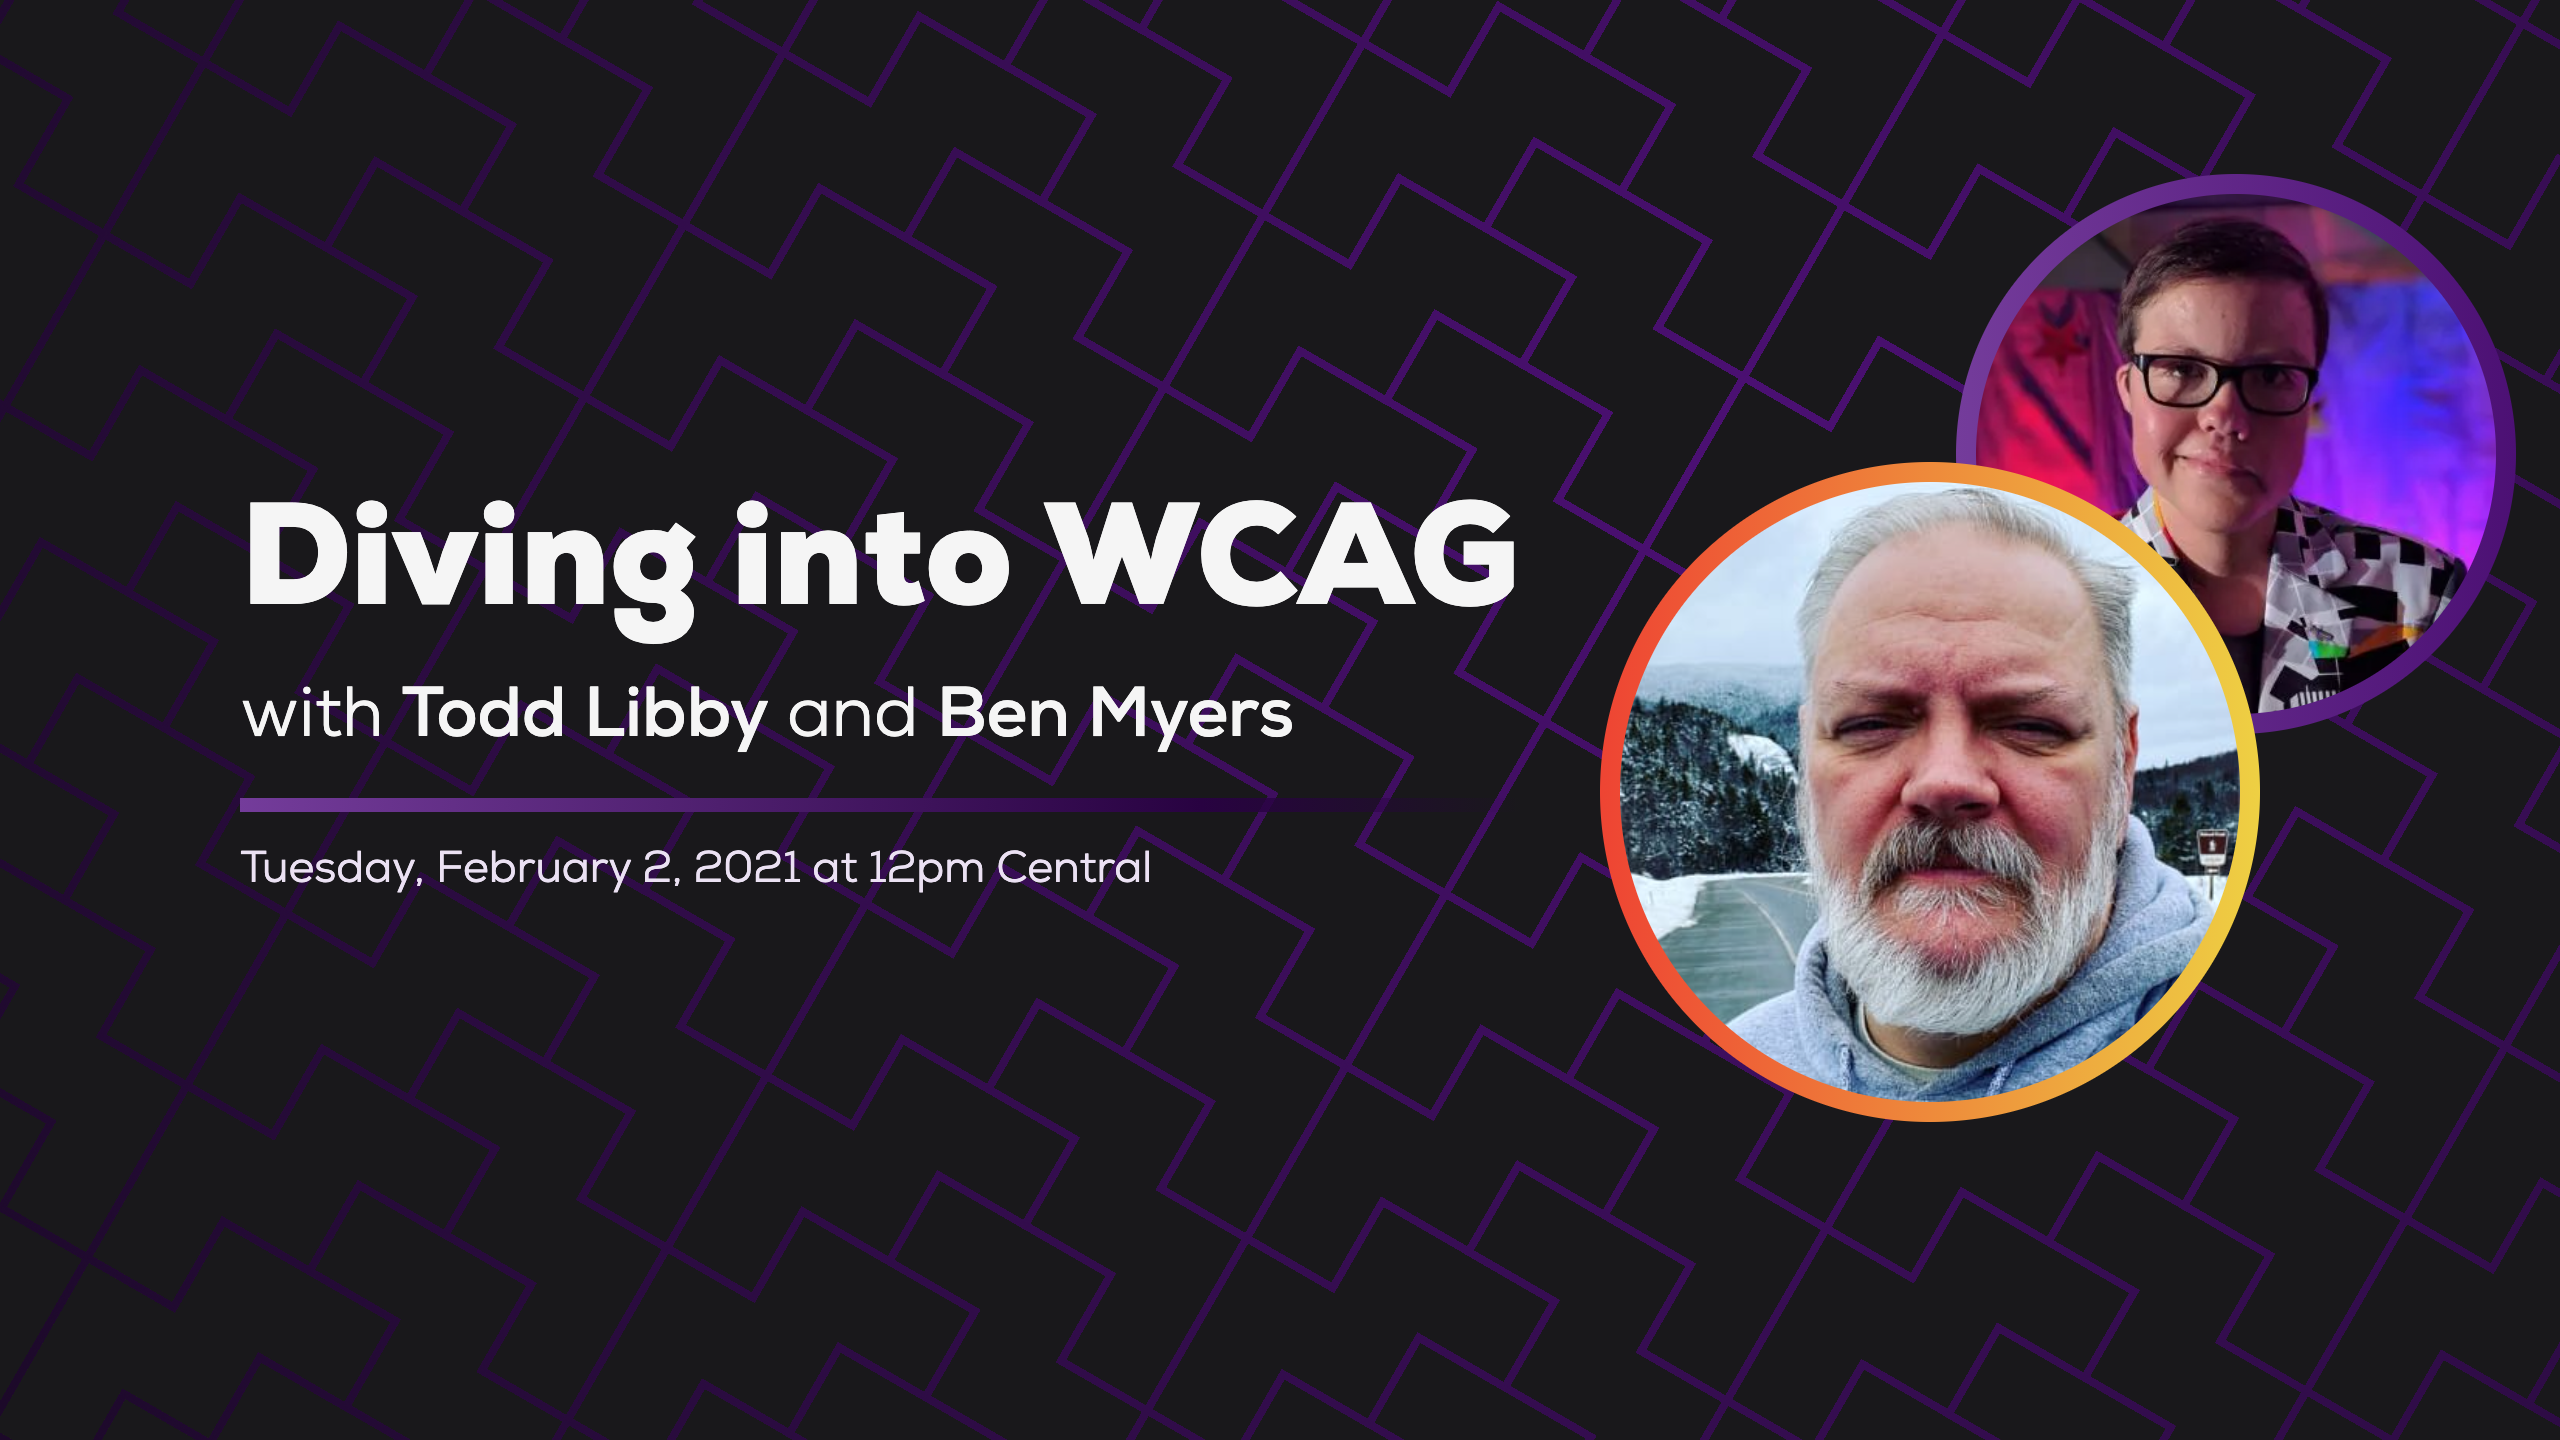 Diving into WCAG
with Todd Libby and Ben Myers
Tuesday, February 2, 2021 at 12pm Central